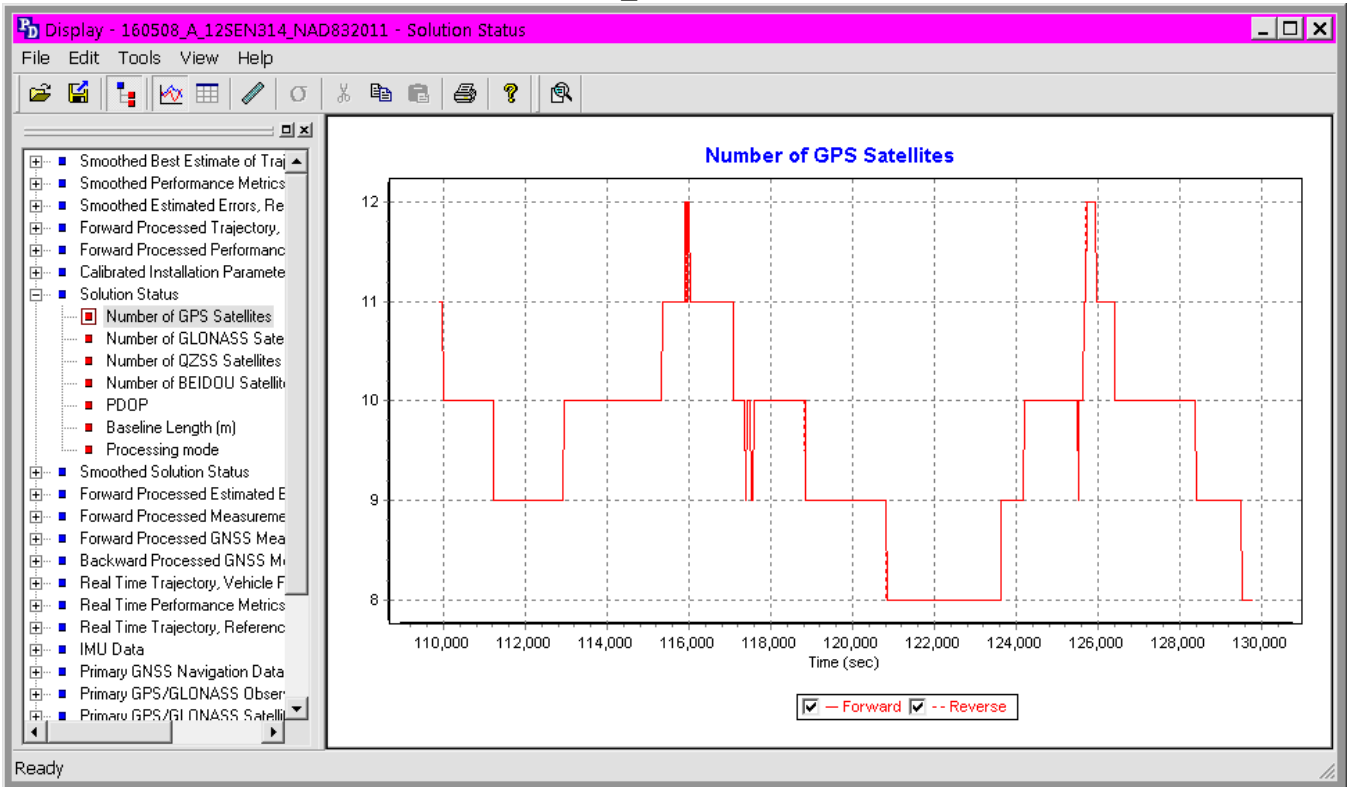 Display - 160508_A_12SEN314_NAD832011 - Solution Status
File Edit Tools View Help
Smoothed Best Estimate of Traj
Smoothed Performance Metrics
Smoothed Estimated Errors, Re
Forward Processed Trajectory,
Forward Processed Performanc
Calibrated Installation Paramete
Solution Status
Number of GPS Satellites
Number of GLONASS Sate
Number of QZSS Satellites
Number of BEIDOU Satellit
PDOP
Baseline Length (m)
Processing mode
Smoothed Solution Status
Forward Processed Estimated E
Forward Processed Measureme
Forward Processed GNSS Mea
Backward Processed GNSS M
Real Time Trajectory, Vehicle F
Real Time Performance Metrics
Real Time Trajectory, Referenc
IMU Data
Primary GNSS Navigation Data
Primary GPS/GLONASS Obser
Primary GPS/GLONASS Satelli
Number of GPS Satellites
12
11
10
9
8
110,000 112,000 114,000 116,000 118,000 120,000 122,000 124,000 126,000 128,000 130,000
Time (sec)
Forward -- Reverse
Ready